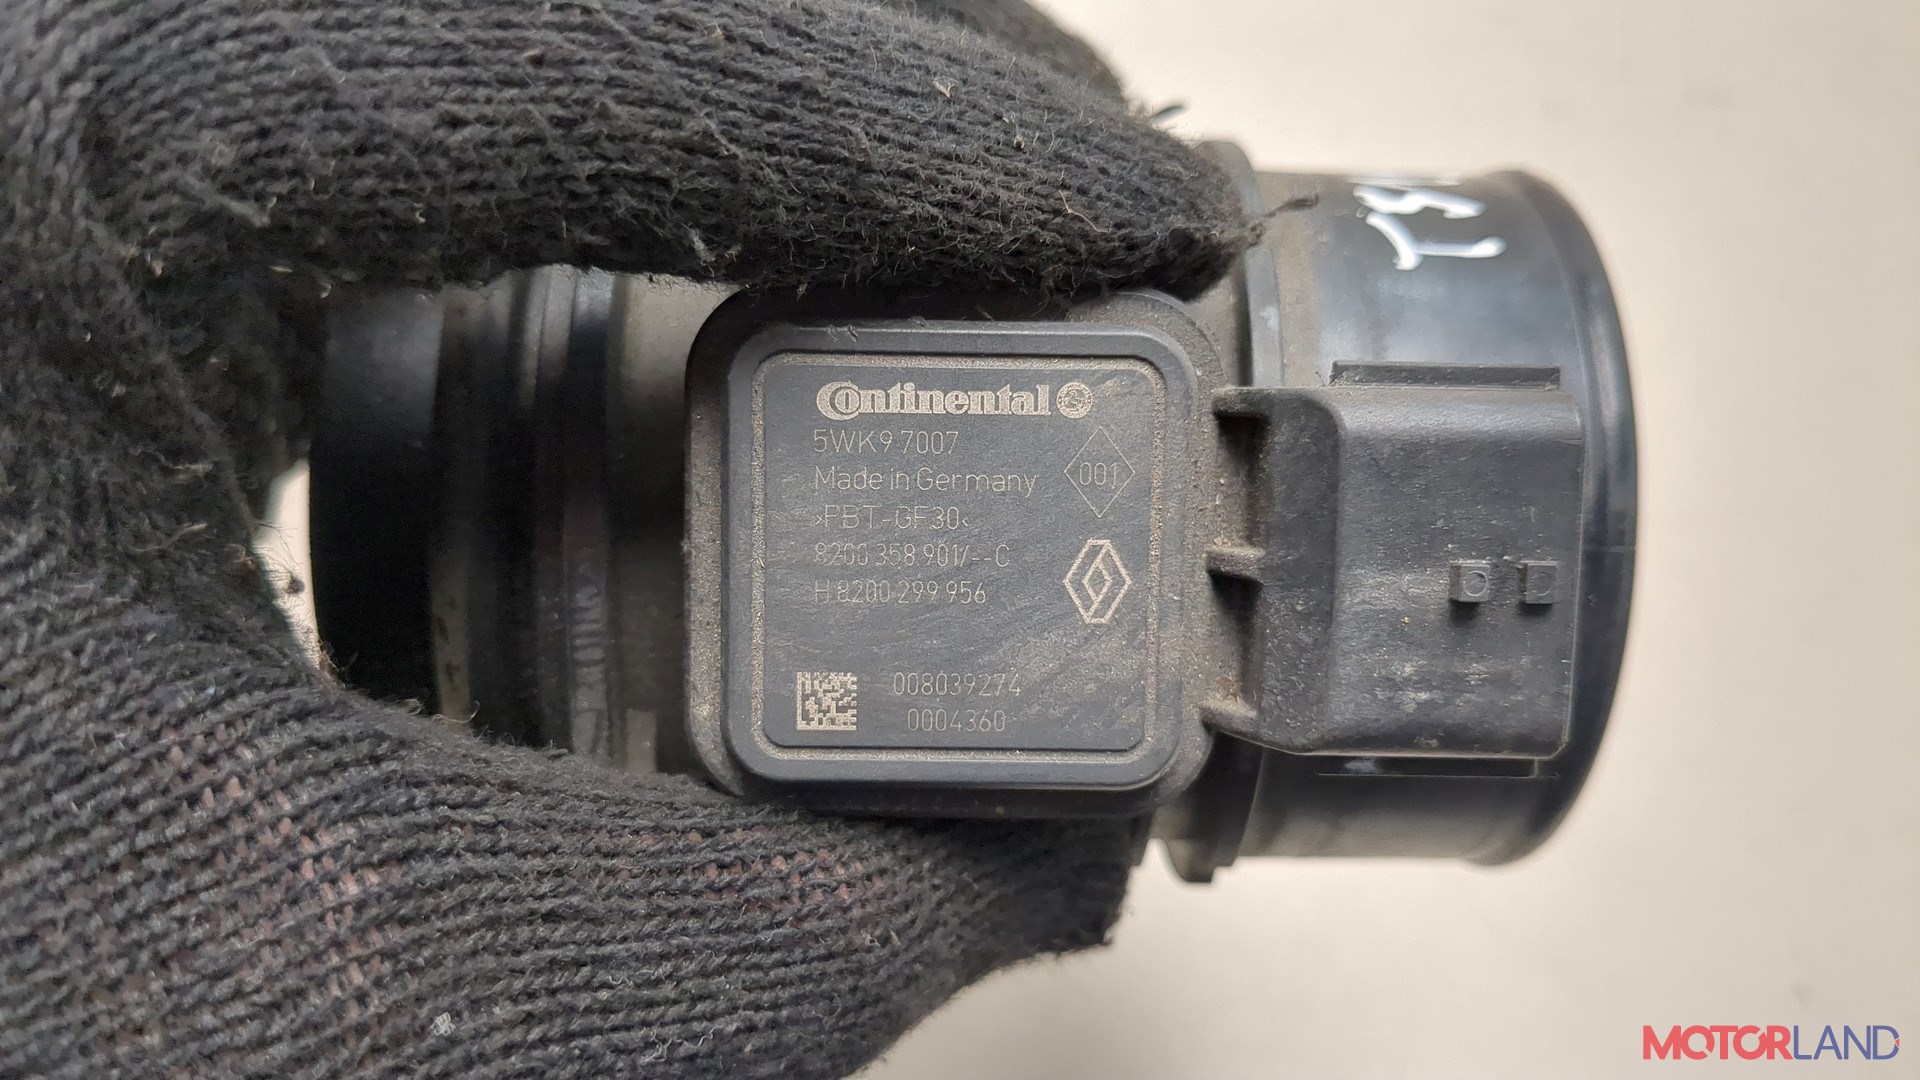 Continental
5WK9 7007
Made in Germany
001
>PBT-GF30<
8200 358 901/--C
H 8200 299 956
008039274
0004360
MOTORLAND